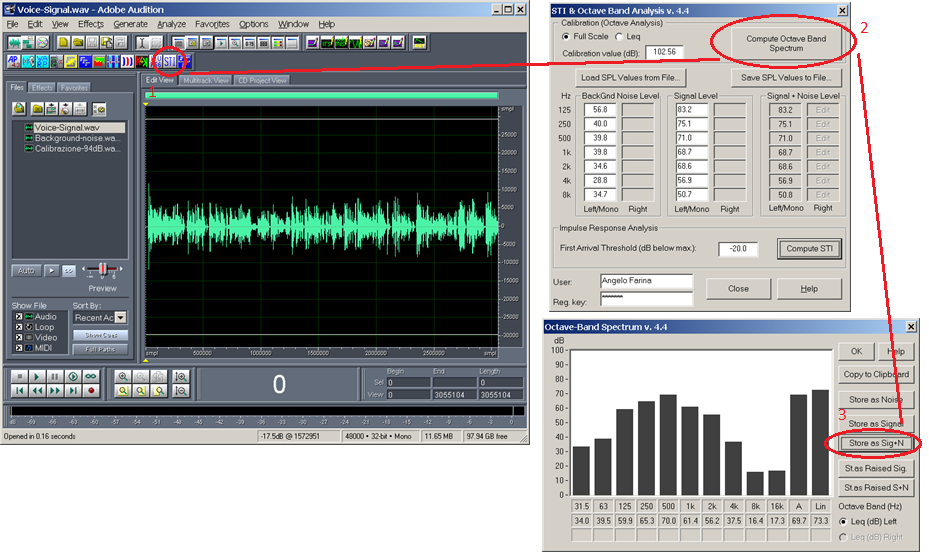 Voice-Signal.wav - Adobe Audition
File Edit View Effects Generate Analyze Favorites Options Window Help
STI
1
Files Effects Favorites
Edit View Multitrack View CD Project View
Voice-Signal.wav
Background-noise.wa...
Calibrazione-94dB.wa...
smpl
30000
25000
20000
15000
10000
5000
0
-5000
-10000
-15000
-20000
-25000
-30000
smpl
smpl 500000 1000000 1500000 2000000 2500000 smpl
Auto
-∞ 0 6
Preview
Show File Sort By:
Audio Recent Ac
Loop
Video Show Cues
MIDI Full Paths
0
Begin End Length
Sel 0 0
View 0 3055104 3055104
dB -69 -66 -63 -60 -57 -54 -51 -48 -45 -42 -39 -36 -33 -30 -27 -24 -21 -18 -15 -12 -9 -6 -3 0
Opened in 0.16 seconds -17.5dB @ 1572951 48000 • 32-bit • Mono 11.65 MB 97.94 GB free
STI & Octave Band Analysis v. 4.4
2
Calibration (Octave Analysis)
Full Scale Leq
Calibration value (dB): 102.56
Compute Octave Band Spectrum
Load SPL Values from File... Save SPL Values to File...
Hz BackGnd Noise Level Signal Level Signal + Noise Level
125 56.8 83.2 83.2 Edit
250 40.0 75.1 75.1 Edit
500 39.8 71.0 71.0 Edit
1k 39.8 68.7 68.7 Edit
2k 34.6 68.6 68.6 Edit
4k 28.8 56.9 56.9 Edit
8k 34.7 50.7 50.8 Edit
Left/Mono Right Left/Mono Right Left/Mono Right
Impulse Response Analysis
First Arrival Threshold (dB below max.): -20.0 Compute STI
User: Angelo Farina
Reg. key: *******
Close Help
Octave-Band Spectrum v. 4.4
dB
100
90
80
70
60
50
40
30
20
10
0
31.5 63 125 250 500 1k 2k 4k 8k 16k A Lin
34.0 39.5 59.9 65.3 70.0 61.4 56.2 37.5 16.4 17.3 69.7 73.3
OK Help
Copy to Clipboard
Store as Noise
3
Store as Signal
Store as Sig+N
St.as Raised Sig.
St.as Raised S+N
Octave Band (Hz)
Leq (dB) Left
Leq (dB) Right